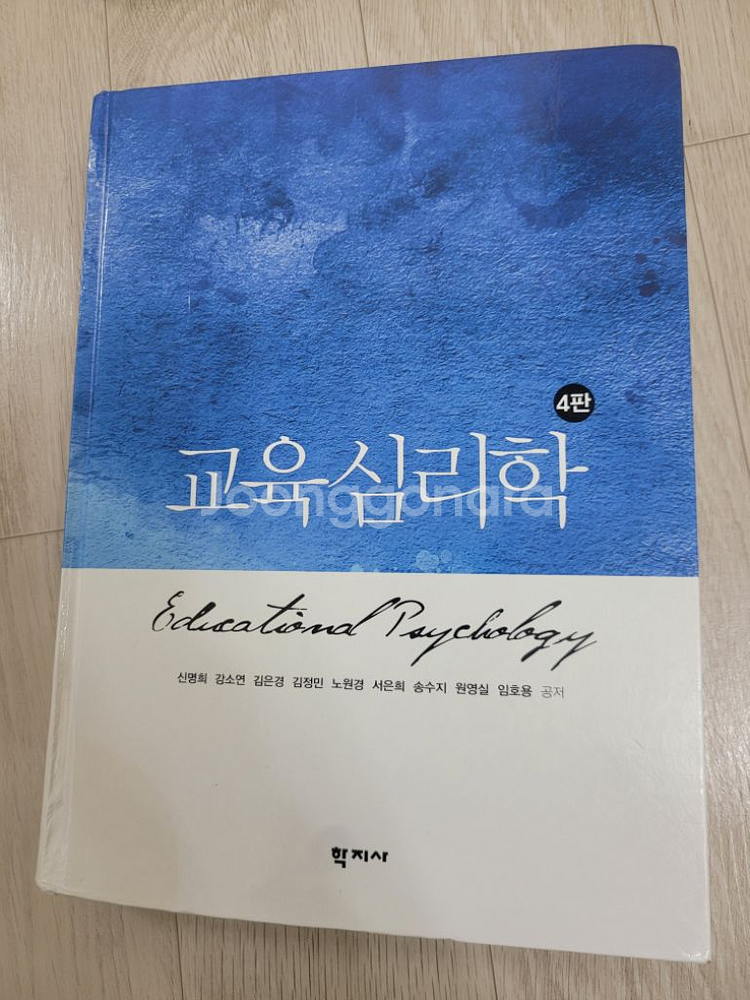 4판
교육심리학
Joonggonara
Educational Psychology
신명희 강소연 김은경 김정민 노원경 서은희 송수지 원영실 임호용 공저
학지사